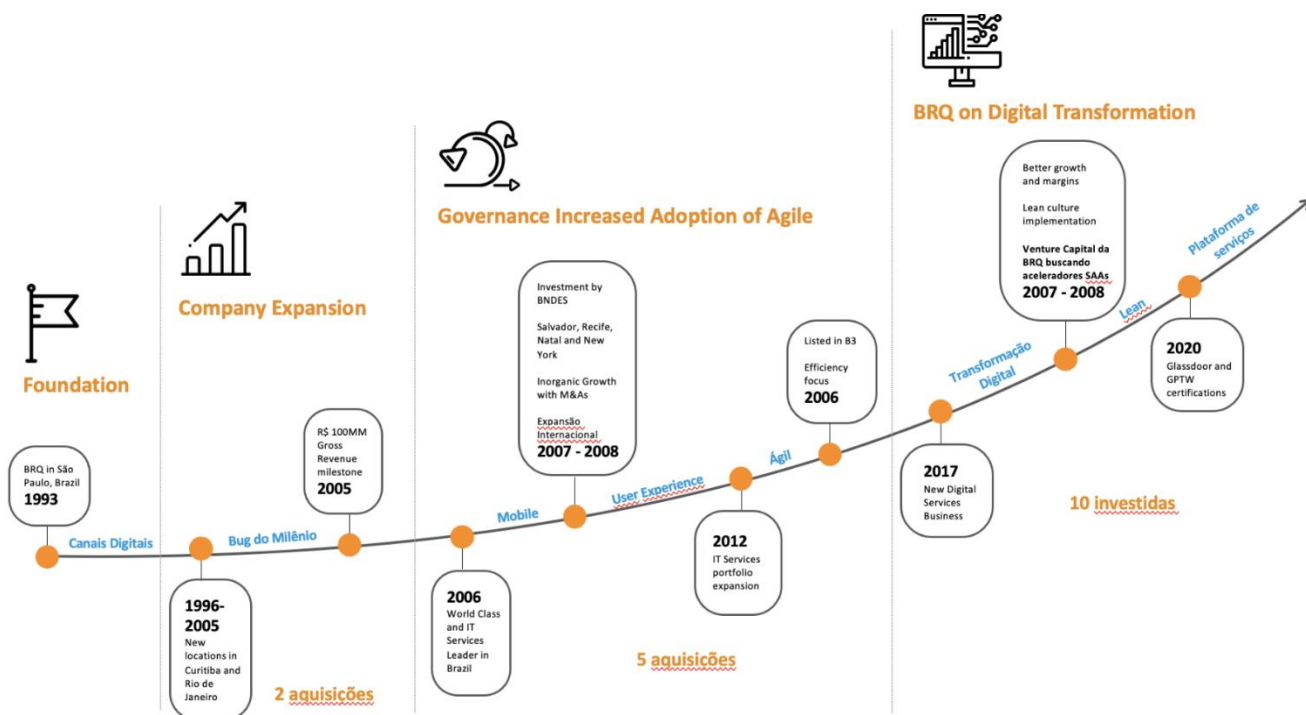 Foundation
BRQ in São
Paulo, Brazil
1993
Canais Digitais
Company Expansion
1996-
2005
New
locations in
Curitiba and
Rio de
Janeiro
Bug do Milênio
R$ 100MM
Gross
Revenue
milestone
2005
2 aquisições
Governance Increased Adoption of Agile
2006
World Class
and IT
Services
Leader in
Brazil
Mobile
Investment by
BNDES
Salvador, Recife,
Natal and New
York
Inorganic Growth
with M&As
Expansão
Internacional
2007 - 2008
User Experience
2012
IT Services
portfolio
expansion
Ágil
Listed in B3
Efficiency
focus
2006
5 aquisições
BRQ on Digital Transformation
2017
New Digital
Services
Business
Transformação
Digital
Better growth
and margins
Lean culture
implementation
Venture Capital da
BRQ buscando
aceleradores SAAs
2007 - 2008
Lean
2020
Glassdoor and
GPTW
certifications
Plataforma de
serviços
10 investidas